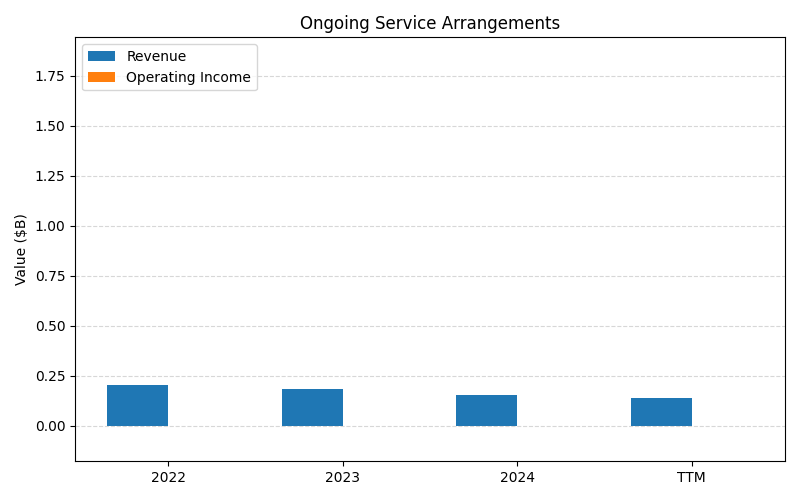 Ongoing Service Arrangements
Revenue
Operating Income
1.75
1.50
1.25
1.00
0.75
0.50
0.25
0.00
Value ($B)
2022 2023 2024 TTM